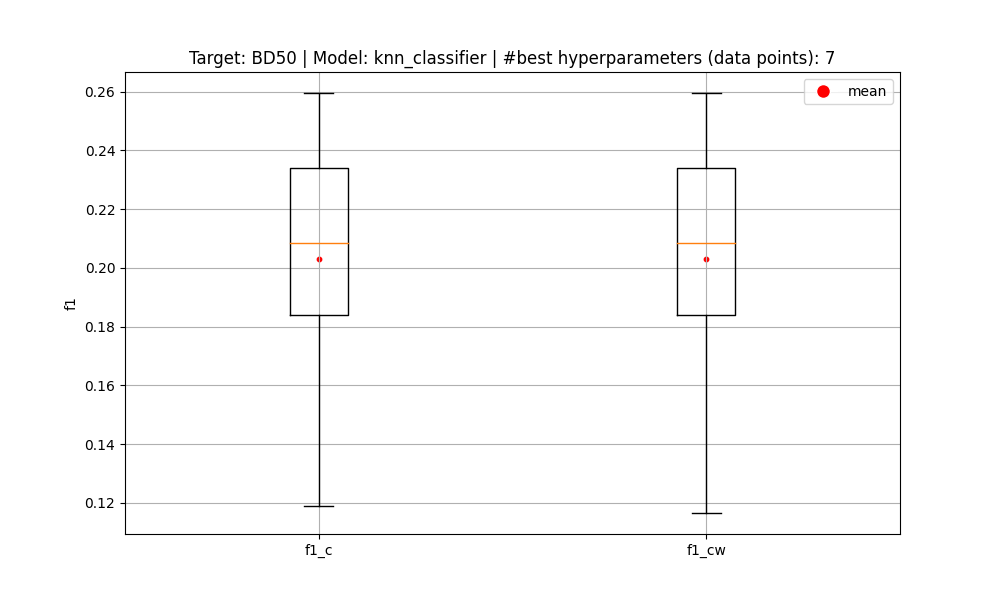 Target: BD50 | Model: knn_classifier | #best hyperparameters (data points): 7
mean
0.26
0.24
0.22
0.20
0.18
0.16
0.14
0.12
f1
f1_c
f1_cw